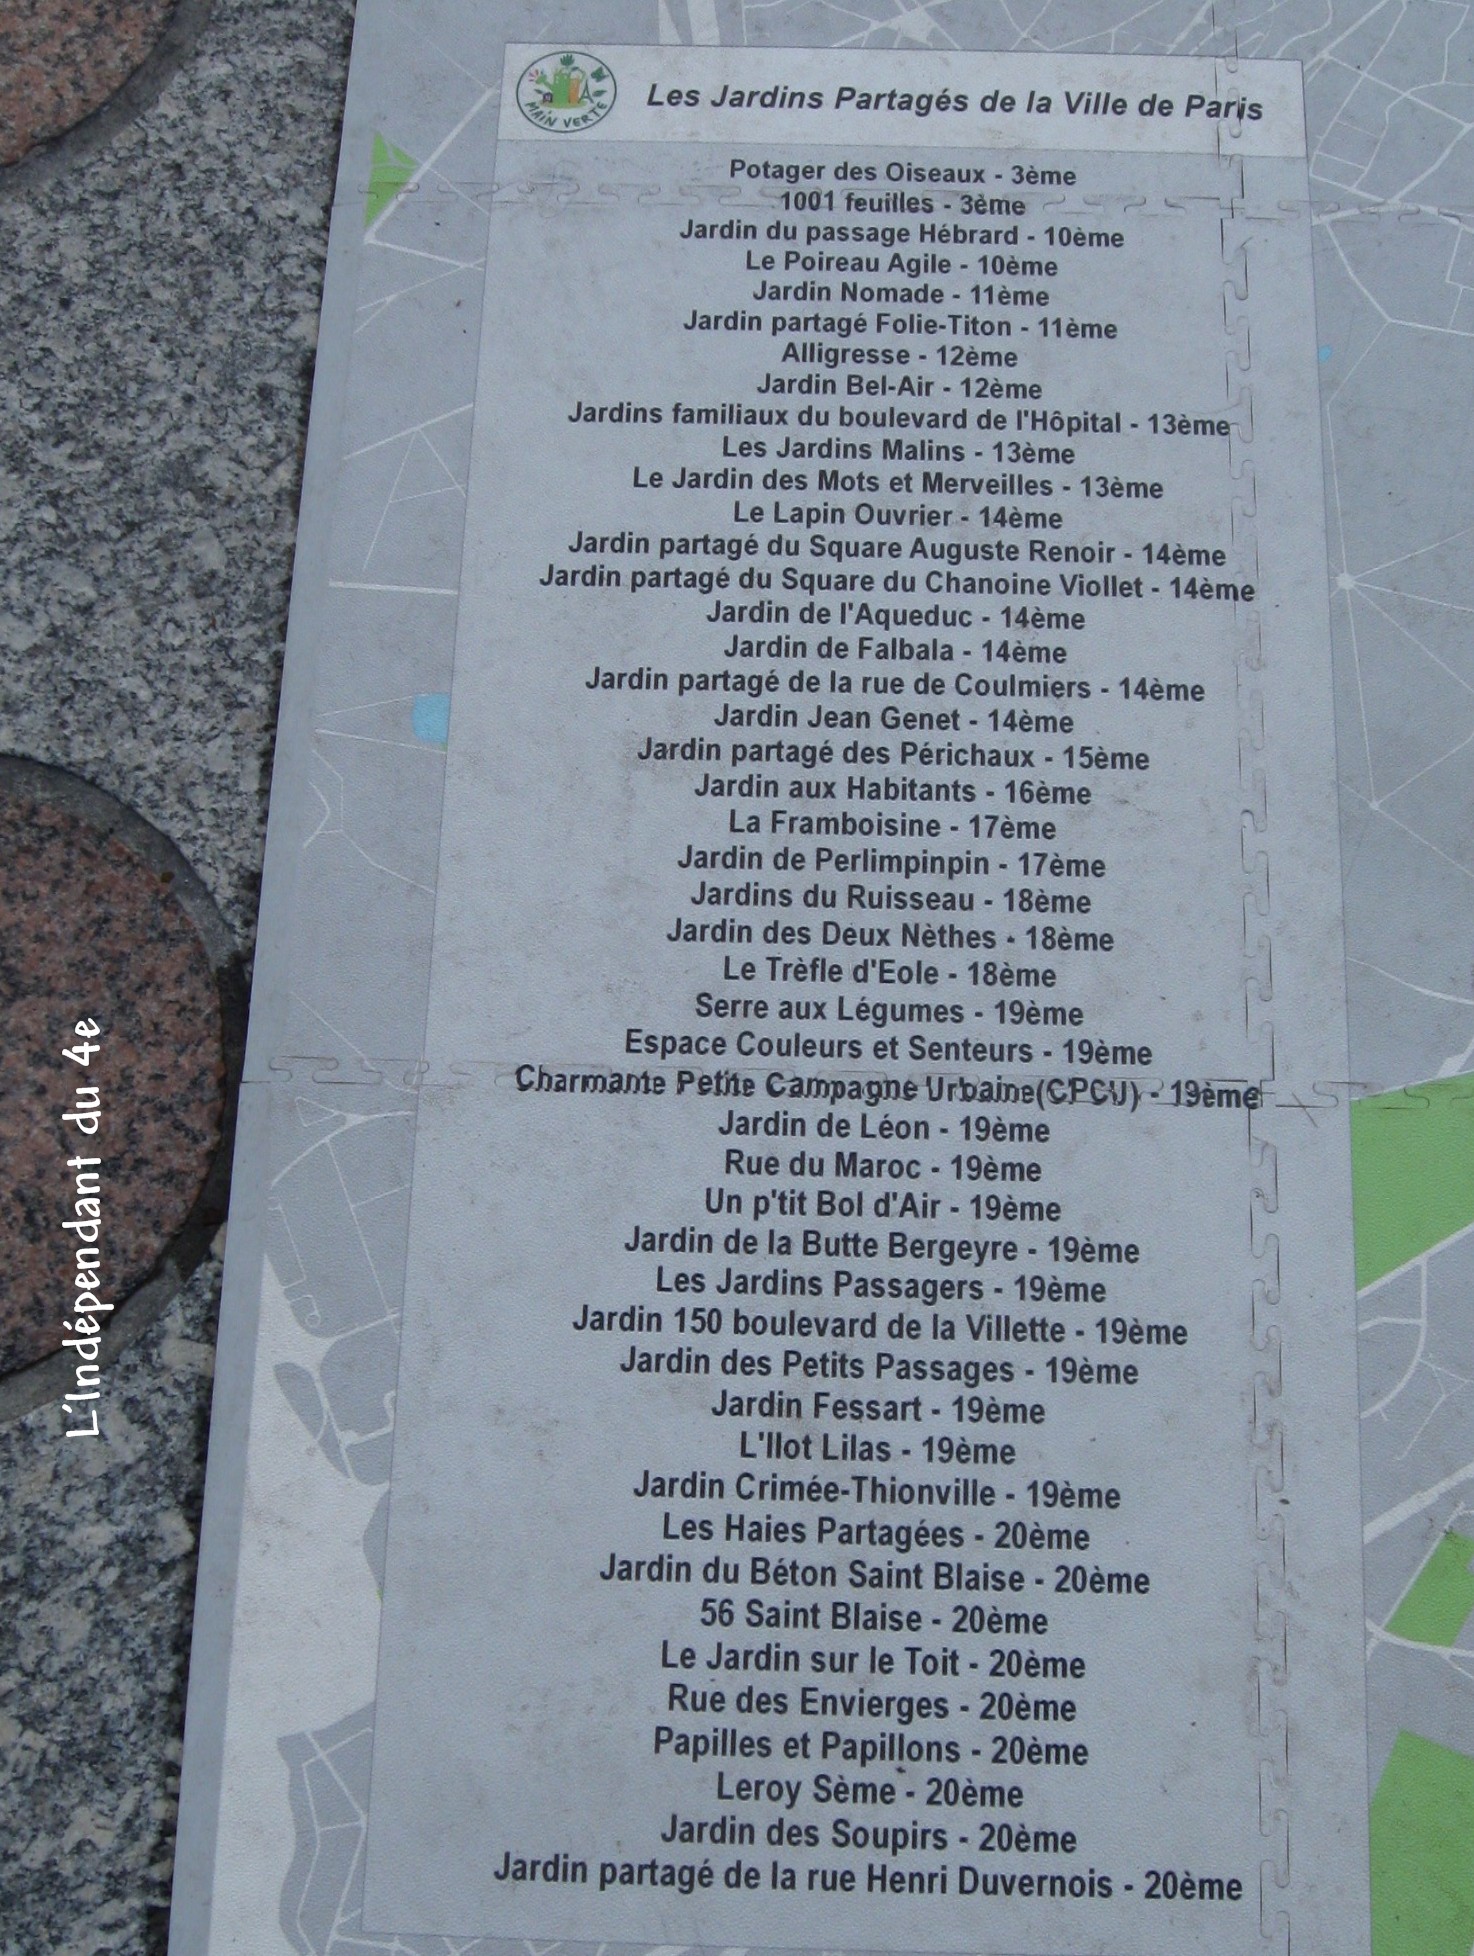 MAIN VERTE
Les Jardins Partagés de la Ville de Paris
Potager des Oiseaux - 3ème
1001 feuilles - 3ème
Jardin du passage Hébrard - 10ème
Le Poireau Agile - 10ème
Jardin Nomade - 11ème
Jardin partagé Folie-Titon - 11ème
Alligresse - 12ème
Jardin Bel-Air - 12ème
Jardins familiaux du boulevard de l'Hôpital - 13ème
Les Jardins Malins - 13ème
Le Jardin des Mots et Merveilles - 13ème
Le Lapin Ouvrier - 14ème
Jardin partagé du Square Auguste Renoir - 14ème
Jardin partagé du Square du Chanoine Viollet - 14ème
Jardin de l'Aqueduc - 14ème
Jardin de Falbala - 14ème
Jardin partagé de la rue de Coulmiers - 14ème
Jardin Jean Genet - 14ème
Jardin partagé des Périchaux - 15ème
Jardin aux Habitants - 16ème
La Framboisine - 17ème
Jardin de Perlimpinpin - 17ème
Jardins du Ruisseau - 18ème
Jardin des Deux Nèthes - 18ème
Le Trèfle d'Eole - 18ème
Serre aux Légumes - 19ème
Espace Couleurs et Senteurs - 19ème
Charmante Petite Campagne Urbaine(CPCU) - 19ème
Jardin de Léon - 19ème
Rue du Maroc - 19ème
Un p'tit Bol d'Air - 19ème
Jardin de la Butte Bergeyre - 19ème
Les Jardins Passagers - 19ème
Jardin 150 boulevard de la Villette - 19ème
Jardin des Petits Passages - 19ème
Jardin Fessart - 19ème
L'Ilot Lilas - 19ème
Jardin Crimée-Thionville - 19ème
Les Haies Partagées - 20ème
Jardin du Béton Saint Blaise - 20ème
56 Saint Blaise - 20ème
Le Jardin sur le Toit - 20ème
Rue des Envierges - 20ème
Papilles et Papillons - 20ème
Leroy Sème - 20ème
Jardin des Soupirs - 20ème
Jardin partagé de la rue Henri Duvernois - 20ème
L'Indépendant du 4e